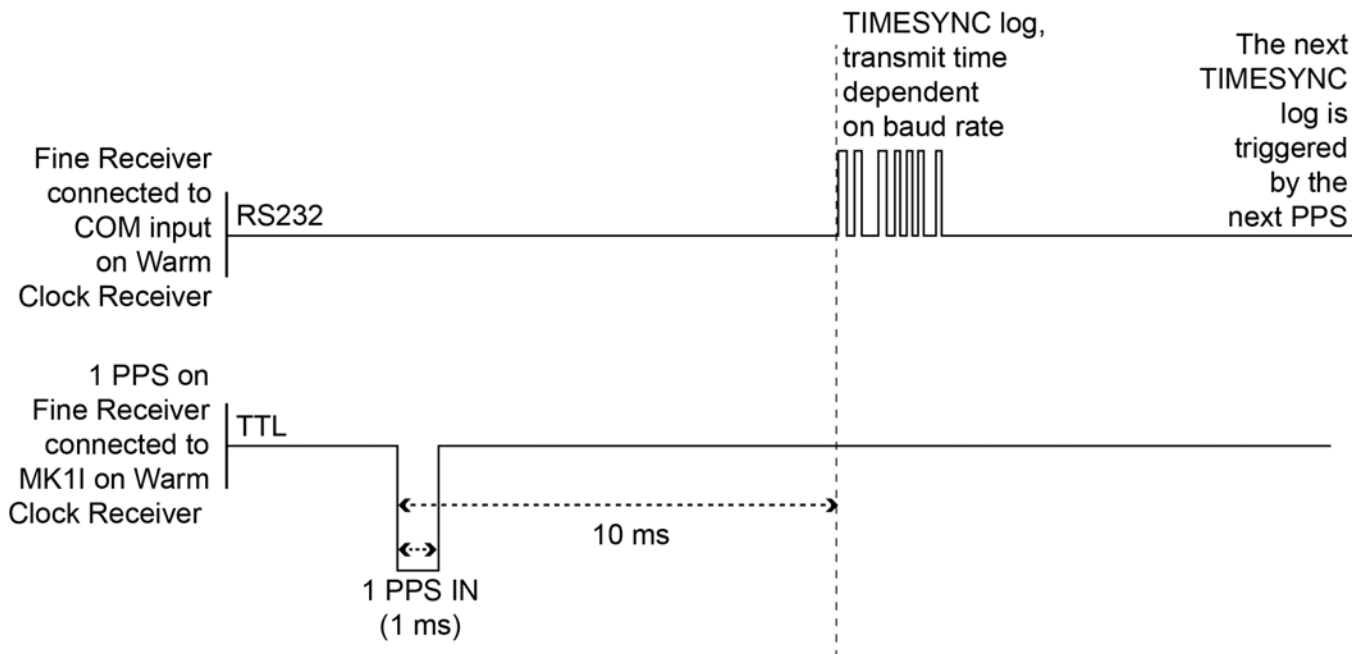 TIMESYNC log,
transmit time
dependent
on baud rate
The next
TIMESYNC
log is
triggered
by the
next PPS
Fine Receiver
connected to
COM input
on Warm
Clock Receiver
RS232
1 PPS on
Fine Receiver
connected to
MK1I on Warm
Clock Receiver
TTL
10 ms
1 PPS IN
(1 ms)